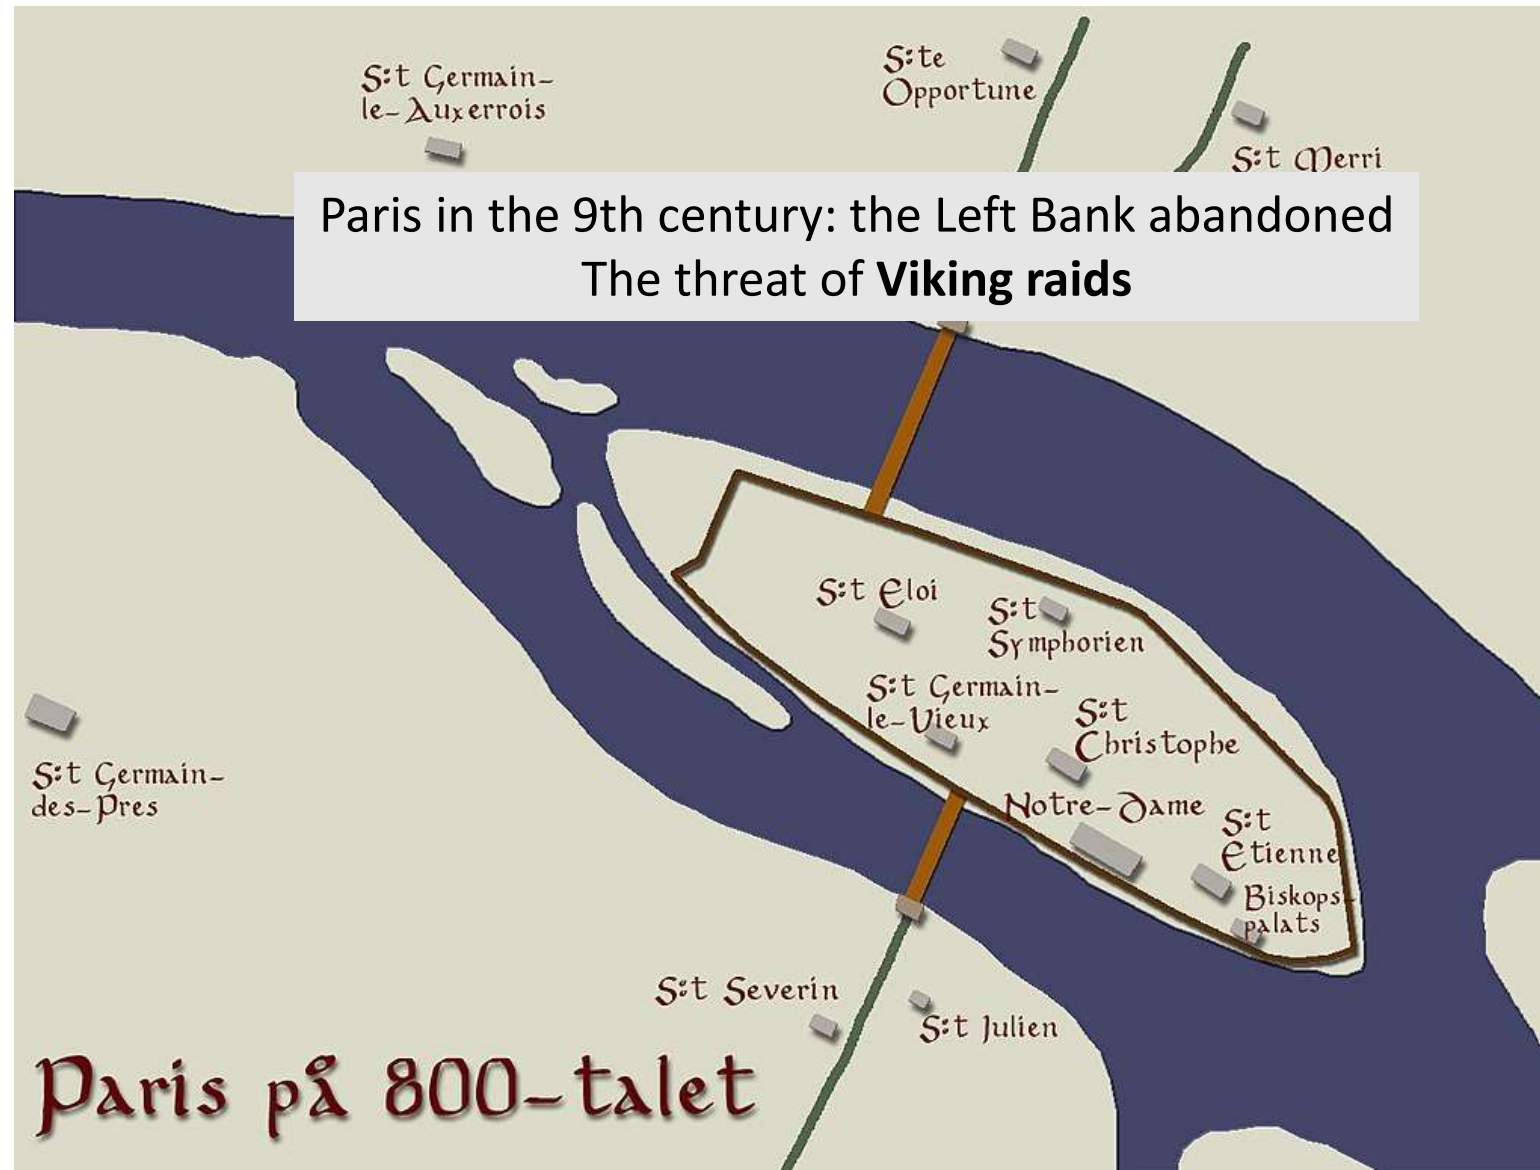 S:t Germain-
le-Auxerrois
S:te
Opportune
S:t Merri
Paris in the 9th century: the Left Bank abandoned
The threat of Viking raids
S:t Eloi
S:t
Symphorien
S:t Germain-
le-Vieux
S:t
Christophe
S:t Germain-
des-Pres
Notre-Dame
S:t
Etienne
Biskops-
palats
S:t Severin
S:t Julien
Paris på 800-talet